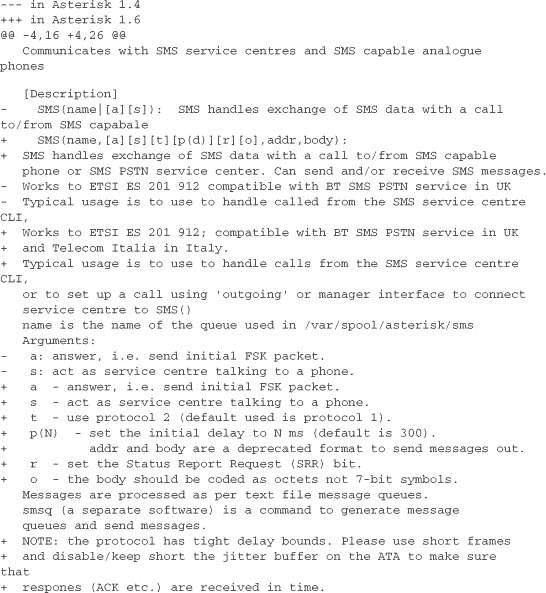 --- in Asterisk 1.4
+++ in Asterisk 1.6
@@ -4,16 +4,26 @@
   Communicates with SMS service centres and SMS capable analogue
phones

   [Description]
-    SMS(name|[a][s]):  SMS handles exchange of SMS data with a call
to/from SMS capabale
+    SMS(name,[a][s][t][p(d)][r][o],addr,body):
+  SMS handles exchange of SMS data with a call to/from SMS capable
   phone or SMS PSTN service center. Can send and/or receive SMS messages.
-  Works to ETSI ES 201 912 compatible with BT SMS PSTN service in UK
-  Typical usage is to use to handle called from the SMS service centre
CLI,
+  Works to ETSI ES 201 912; compatible with BT SMS PSTN service in UK
+  and Telecom Italia in Italy.
+  Typical usage is to use to handle calls from the SMS service centre
CLI,
   or to set up a call using 'outgoing' or manager interface to connect
   service centre to SMS()
   name is the name of the queue used in /var/spool/asterisk/sms
   Arguments:
-   a: answer, i.e. send initial FSK packet.
-   s: act as service centre talking to a phone.
+   a  - answer, i.e. send initial FSK packet.
+   s  - act as service centre talking to a phone.
+   t  - use protocol 2 (default used is protocol 1).
+   p(N)  - set the initial delay to N ms (default is 300).
+           addr and body are a deprecated format to send messages out.
+   r  - set the Status Report Request (SRR) bit.
+   o  - the body should be coded as octets not 7-bit symbols.
   Messages are processed as per text file message queues.
   smsq (a separate software) is a command to generate message
   queues and send messages.
+  NOTE: the protocol has tight delay bounds. Please use short frames
+  and disable/keep short the jitter buffer on the ATA to make sure
that
+  respones (ACK etc.) are received in time.